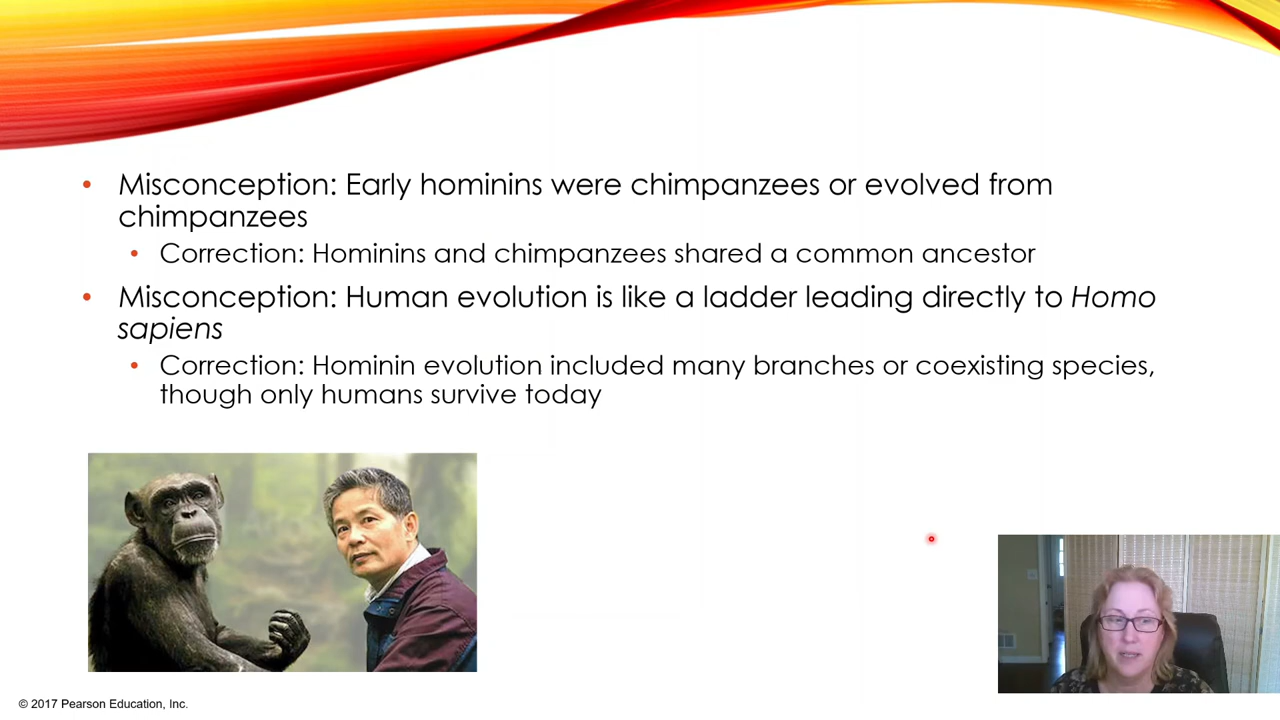 Misconception: Early hominins were chimpanzees or evolved from
chimpanzees
Correction: Hominins and chimpanzees shared a common ancestor
Misconception: Human evolution is like a ladder leading directly to Homo
sapiens
Correction: Hominin evolution included many branches or coexisting species,
though only humans survive today
© 2017 Pearson Education, Inc.